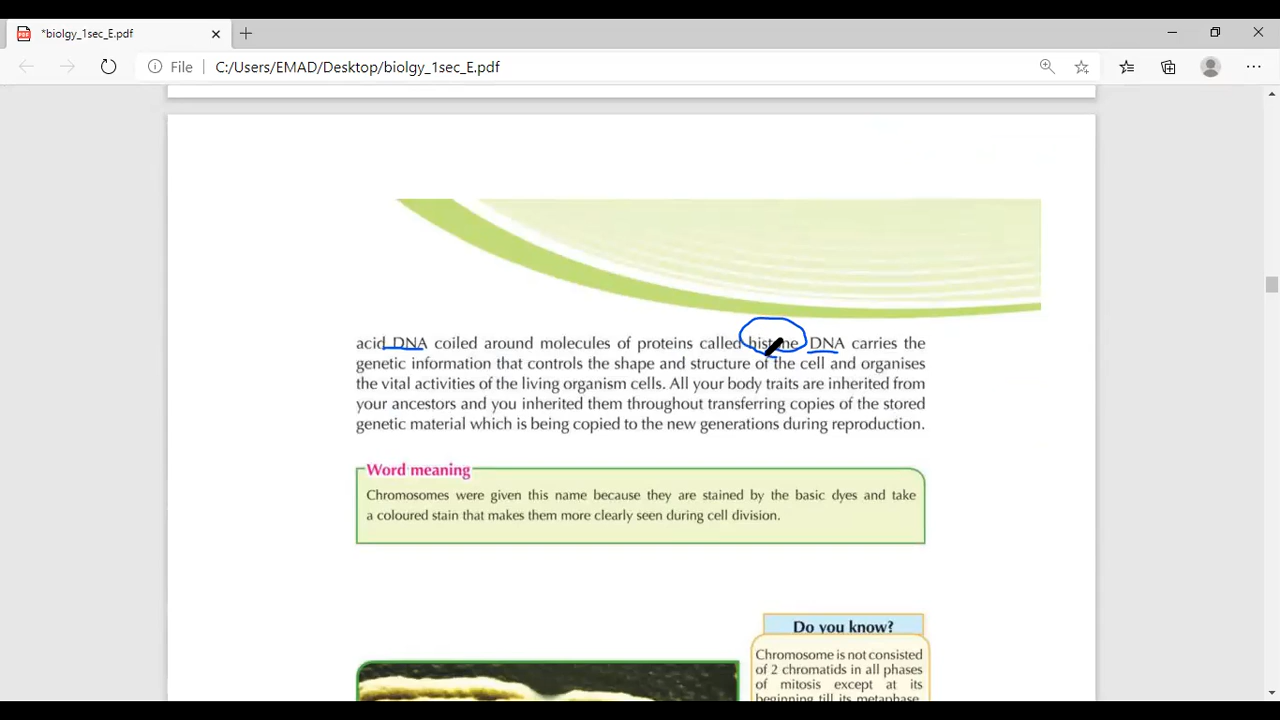 *biolgy_1sec_E.pdf
File C:/Users/EMAD/Desktop/biolgy_1sec_E.pdf
acid DNA coiled around molecules of proteins called histone. DNA carries the
genetic information that controls the shape and structure of the cell and organises
the vital activities of the living organism cells. All your body traits are inherited from
your ancestors and you inherited them throughout transferring copies of the stored
genetic material which is being copied to the new generations during reproduction.
Word meaning
Chromosomes were given this name because they are stained by the basic dyes and take
a coloured stain that makes them more clearly seen during cell division.
Do you know?
Chromosome is not consisted
of 2 chromatids in all phases
of mitosis except at its
beginning till its metaphase